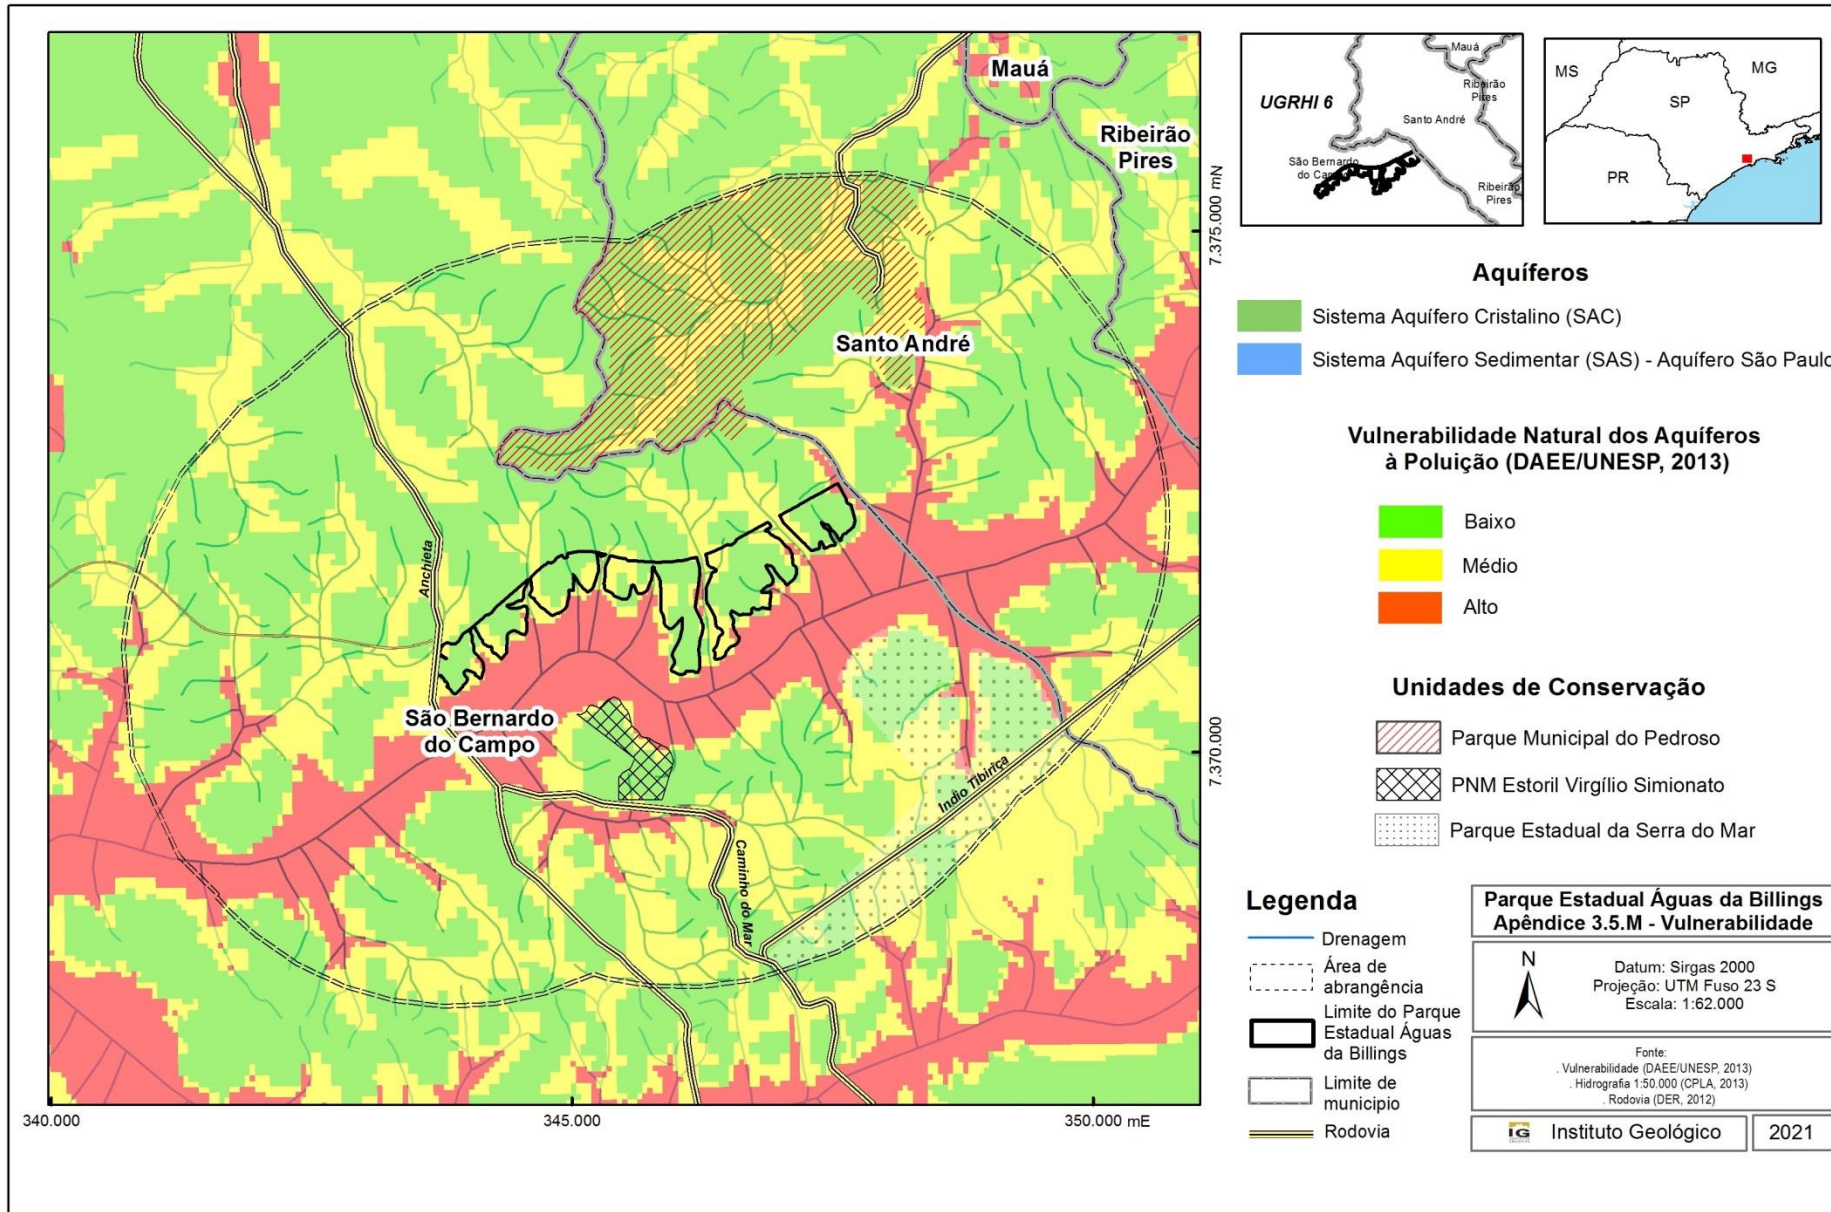 Mauá
Ribeirão
Pires
Santo André
São Bernardo
do Campo
Anchieta
Caminho do Mar
Indio Tibiriça
7.375.000 mN
7.370.000
340.000
345.000
350.000 mE
UGRHI 6
Mauá
Ribeirão
Pires
Santo André
São Bernardo
do Ca
Ribeirão
Pires
MS
MG
SP
PR
Aquíferos
Sistema Aquífero Cristalino (SAC)
Sistema Aquífero Sedimentar (SAS) - Aquífero São Paulo
Vulnerabilidade Natural dos Aquíferos
à Poluição (DAEE/UNESP, 2013)
Baixo
Médio
Alto
Unidades de Conservação
Parque Municipal do Pedroso
PNM Estoril Virgílio Simionato
Parque Estadual da Serra do Mar
Legenda
Drenagem
Área de
abrangência
Limite do Parque
Estadual Águas
da Billings
Limite de
municipio
Rodovia
Parque Estadual Águas da Billings
Apêndice 3.5.M - Vulnerabilidade
N
Datum: Sirgas 2000
Projeção: UTM Fuso 23 S
Escala: 1:62.000
Fonte:
. Vulnerabilidade (DAEE/UNESP, 2013)
. Hidrografia 1:50.000 (CPLA, 2013)
. Rodovia (DER, 2012)
IG
Instituto Geológico
2021